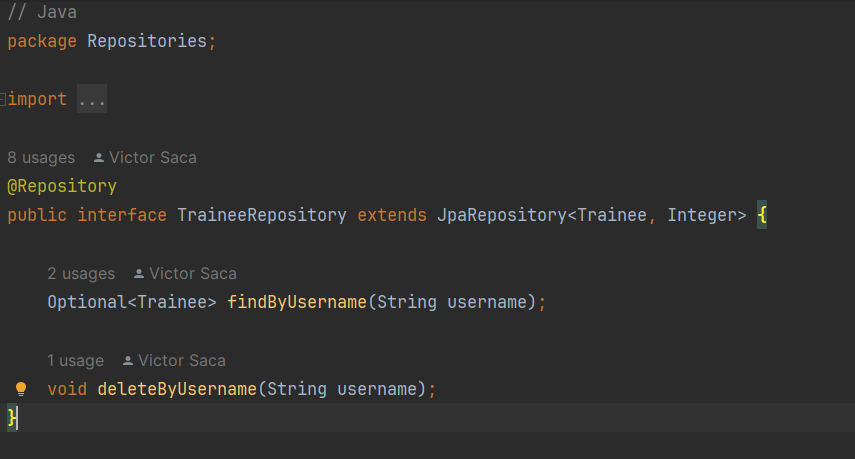 // Java
package Repositories;
import ...
8 usages Victor Saca
@Repository
public interface TraineeRepository extends JpaRepository<Trainee, Integer> {
2 usages Victor Saca
Optional<Trainee> findByUsername(String username);
1 usage Victor Saca
void deleteByUsername(String username);
}